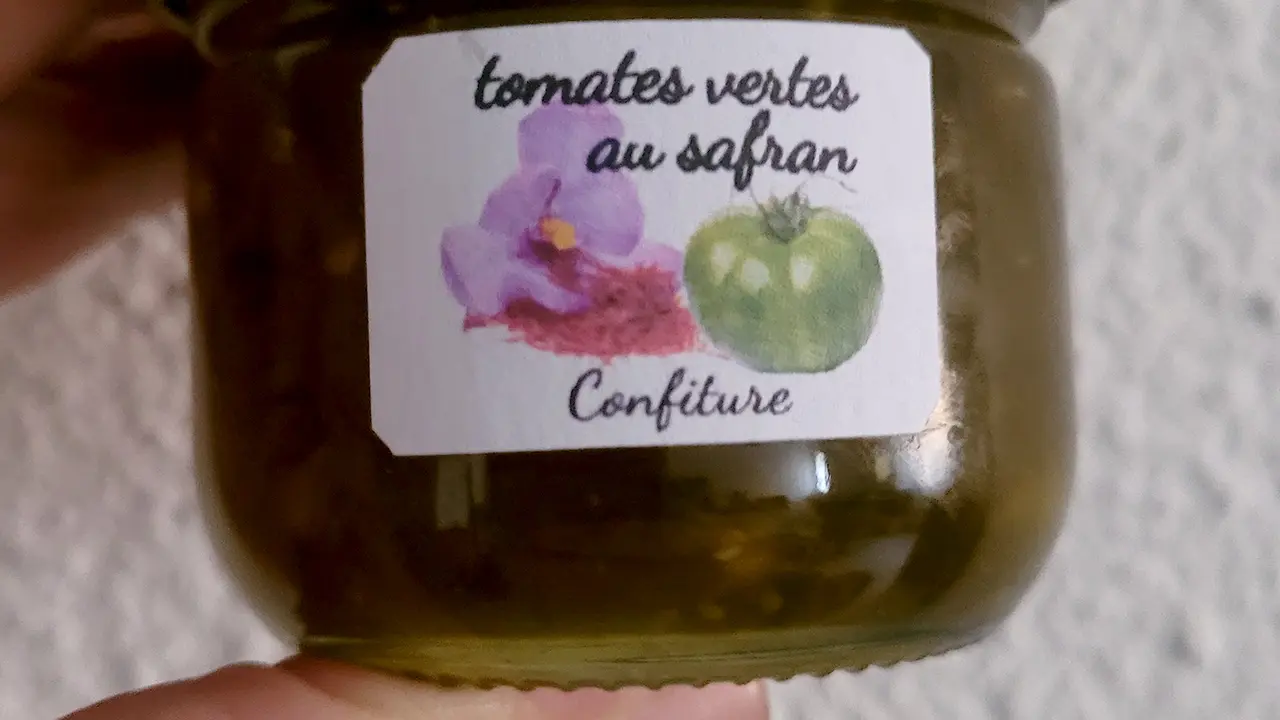 tomates vertes
au safran
Confiture